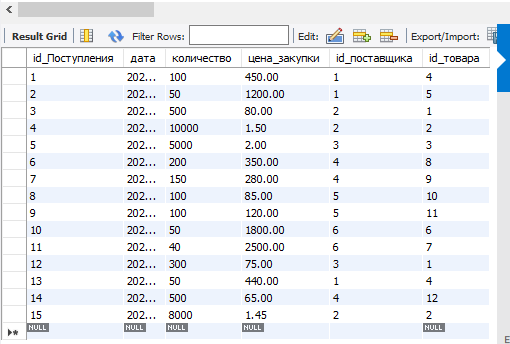 Result Grid Filter Rows: Edit: Export/Import:
id_Поступления дата количество цена_закупки id_поставщика id_товара
1 202... 100 450.00 1 4
2 202... 50 1200.00 1 5
3 202... 500 80.00 2 1
4 202... 10000 1.50 2 2
5 202... 5000 2.00 3 3
6 202... 200 350.00 4 8
7 202... 150 280.00 4 9
8 202... 100 85.00 5 10
9 202... 100 120.00 5 11
10 202... 50 1800.00 6 6
11 202... 40 2500.00 6 7
12 202... 300 75.00 3 1
13 202... 50 440.00 1 4
14 202... 500 65.00 4 12
15 202... 8000 1.45 2 2
NULL NULL NULL NULL NULL NULL